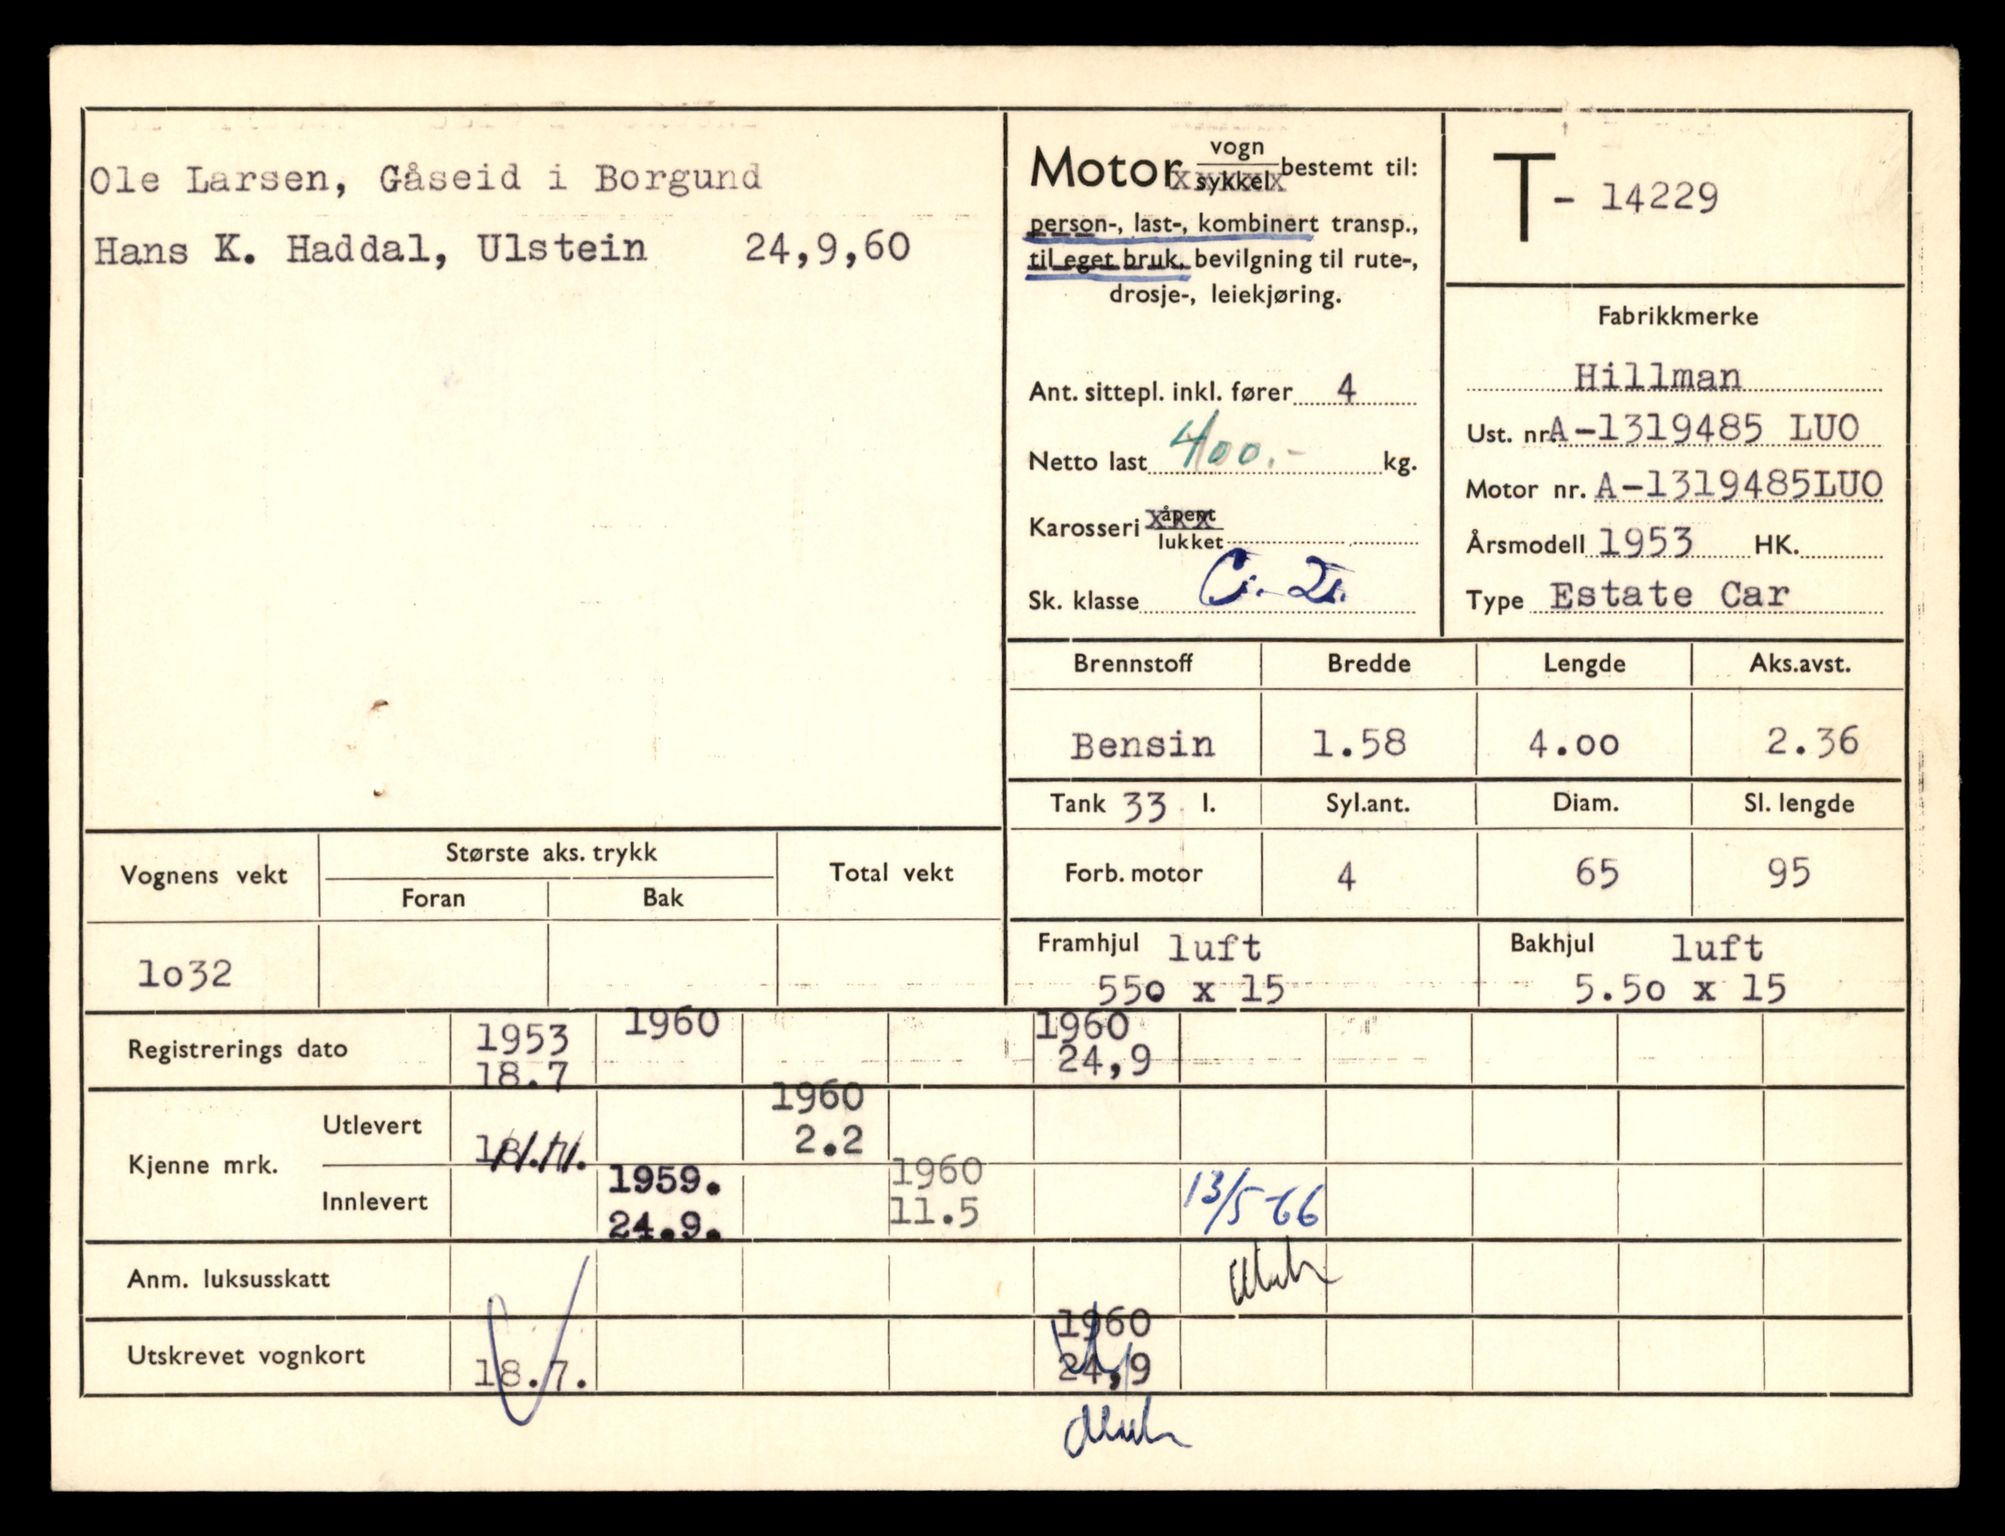 Ole Larsen, Gåseid i Borgund
Hans K. Haddal, Ulstein 24,9,60
Motor vogn sykkel bestemt til:
person-, last-, kombinert transp.,
til eget bruk, bevilgning til rute-,
drosje-, leiekjøring.
Ant. sittepl. inkl. fører 4
Netto last 400.- kg.
Karosseri åpent
lukket
Sk. klasse
T - 14229
Fabrikkmerke
Hillman
Ust. nr. A-1319485 LUO
Motor nr. A-1319485LUO
Årsmodell 1953 HK.
Type Estate Car
Brennstoff Bredde Lengde Aks.avst.
Bensin 1.58 4.oo 2.36
Tank 33 l. Syl.ant. Diam. Sl. lengde
Forb. motor 4 65 95
Framhjul luft Bakhjul luft
55o x 15 5.5o x 15
Vognens vekt Største aks. trykk Total vekt
Foran Bak
lo32
Registrerings dato 1953 1960 1960
18.7 24,9
Kjenne mrk. Utlevert 18.7. 1960
2.2
Innlevert 1959. 1960 13/5-66
24.9. 11.5
Anm. luksusskatt
Utskrevet vognkort 18.7. 1960
24,9